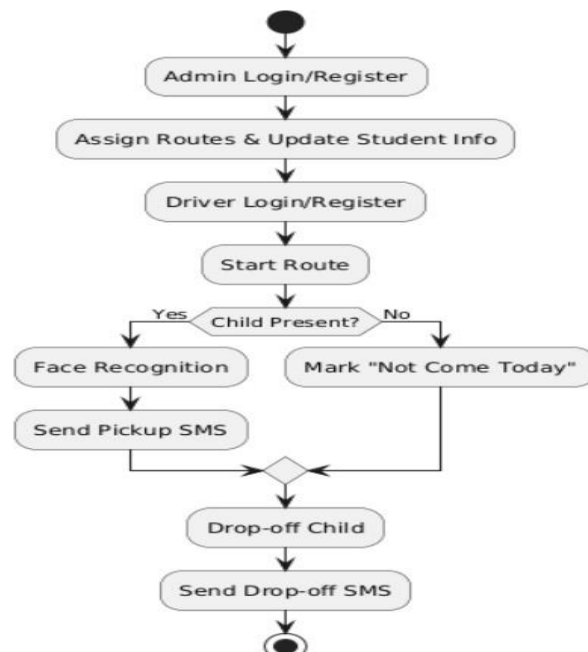 Admin Login/Register
Assign Routes & Update Student Info
Driver Login/Register
Start Route
Yes
Child Present?
No
Face Recognition
Mark "Not Come Today"
Send Pickup SMS
Drop-off Child
Send Drop-off SMS